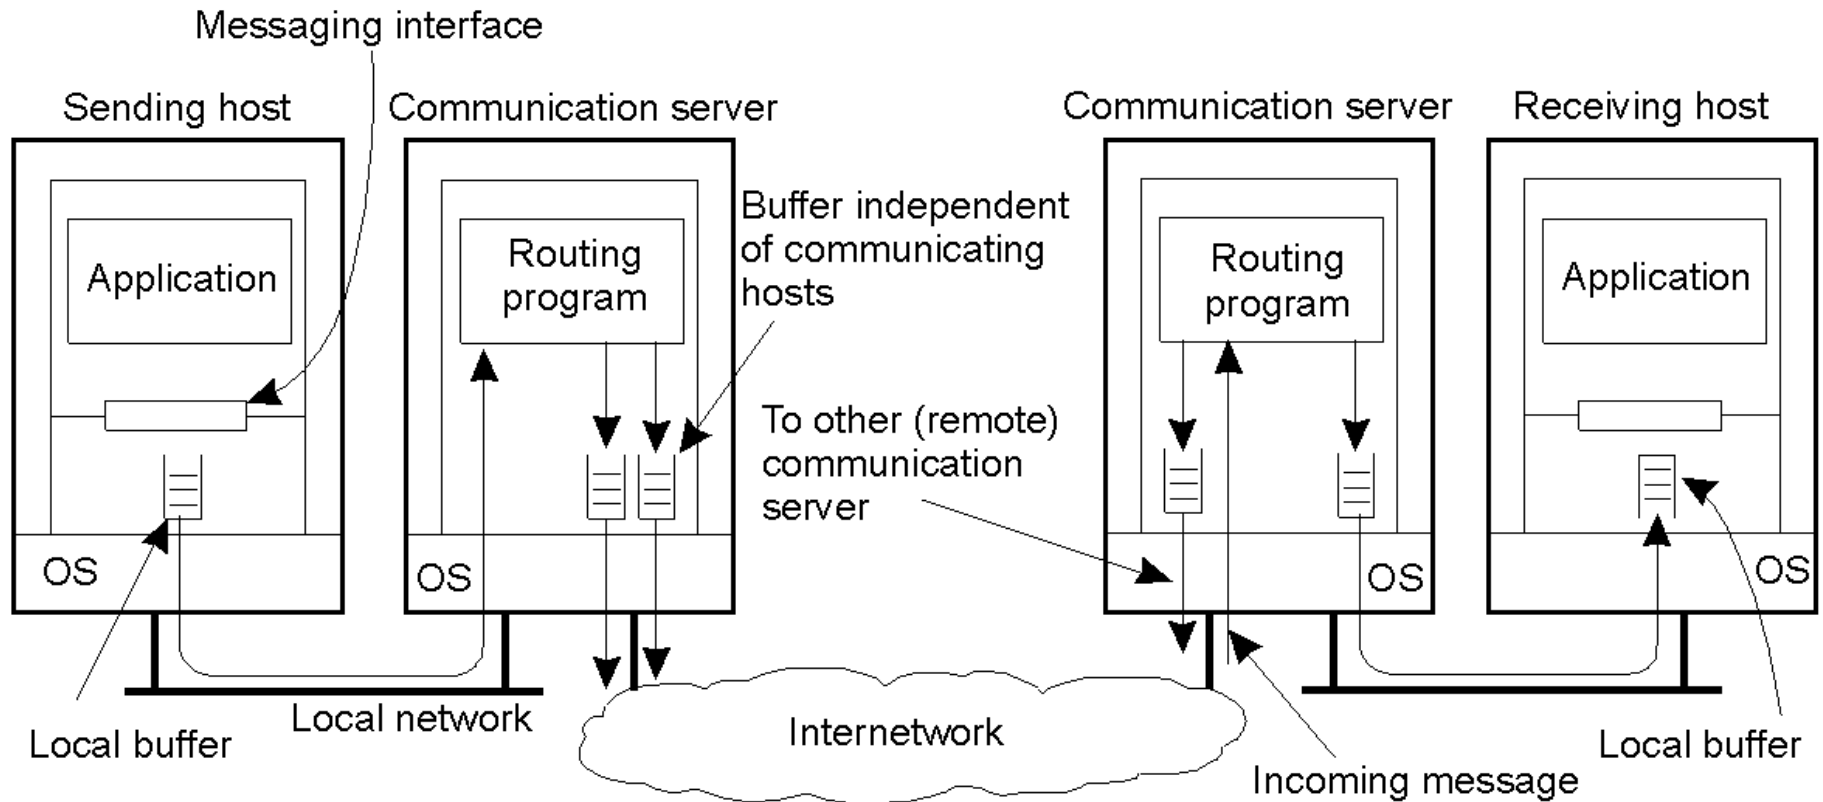 Messaging interface
Sending host
Communication server
Communication server
Receiving host
Buffer independent
of communicating
hosts
Application
Routing
program
Routing
program
Application
To other (remote)
communication
server
OS
OS
OS
OS
Local buffer
Local network
Internetwork
Incoming message
Local buffer